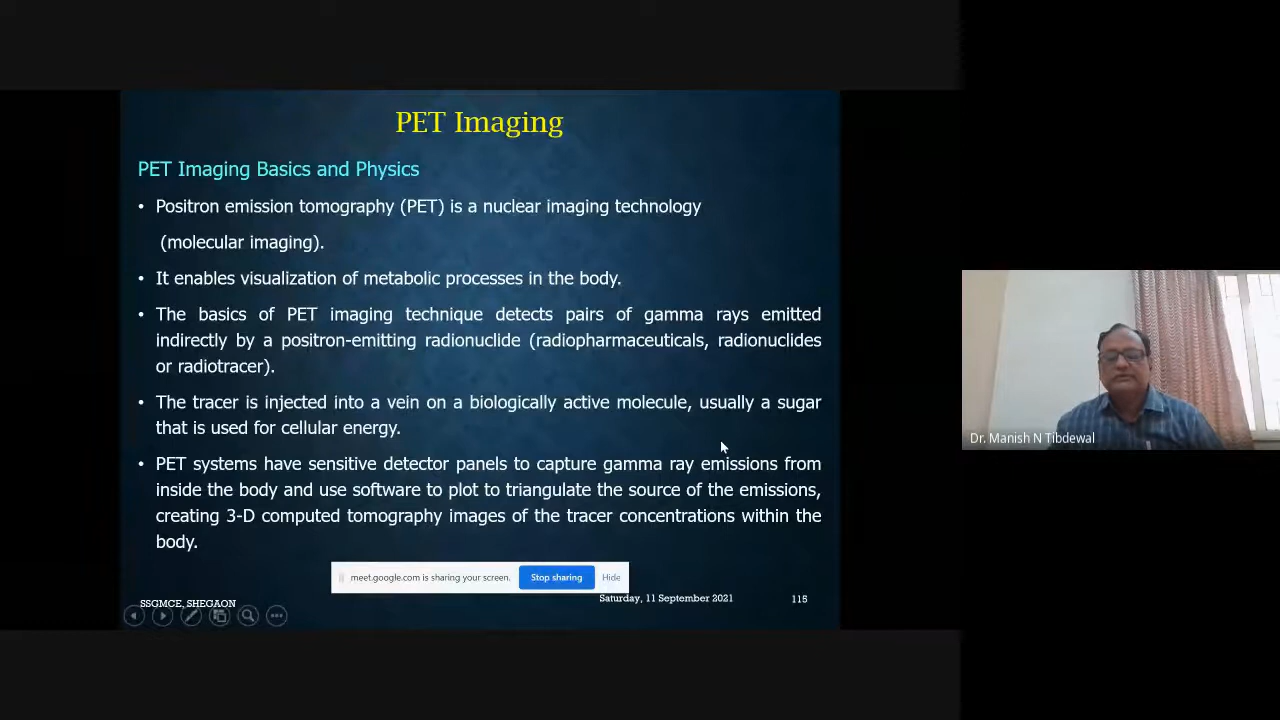 PET Imaging
PET Imaging Basics and Physics
• Positron emission tomography (PET) is a nuclear imaging technology
(molecular imaging).
• It enables visualization of metabolic processes in the body.
• The basics of PET imaging technique detects pairs of gamma rays emitted
indirectly by a positron-emitting radionuclide (radiopharmaceuticals, radionuclides
or radiotracer).
• The tracer is injected into a vein on a biologically active molecule, usually a sugar
that is used for cellular energy.
• PET systems have sensitive detector panels to capture gamma ray emissions from
inside the body and use software to plot to triangulate the source of the emissions,
creating 3-D computed tomography images of the tracer concentrations within the
body.
meet.google.com is sharing your screen. Stop sharing Hide
SSGMCE, SHEGAON
Saturday, 11 September 2021
115
Dr. Manish N Tibdewal